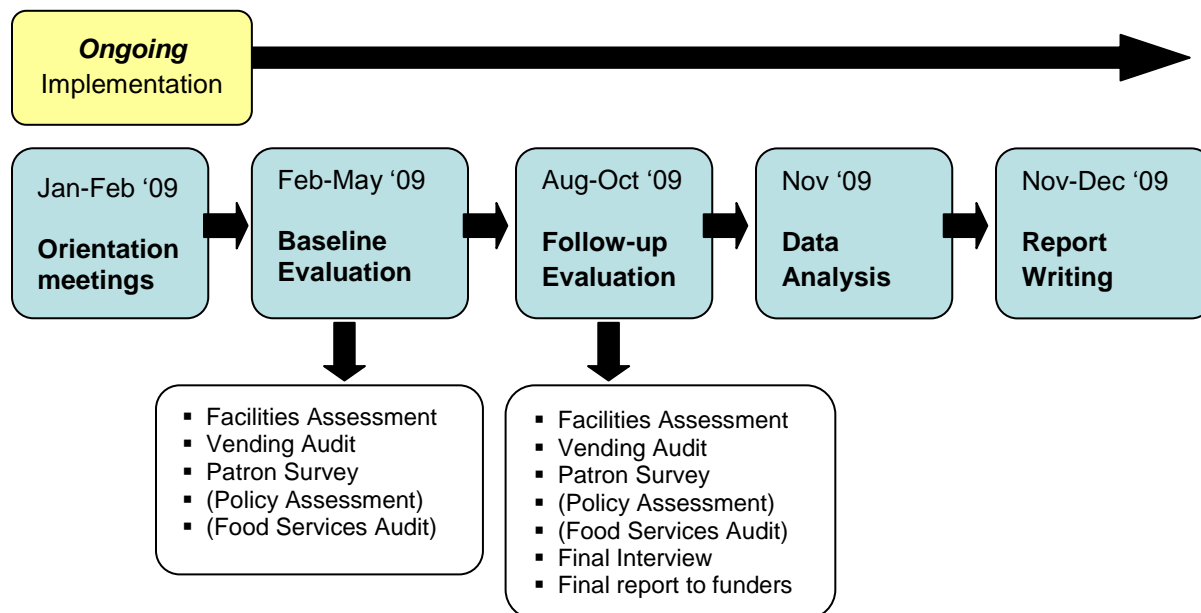 Ongoing
Implementation
Jan-Feb ‘09
Orientation
meetings
Feb-May ‘09
Baseline
Evaluation
Aug-Oct ‘09
Follow-up
Evaluation
Nov ‘09
Data
Analysis
Nov-Dec ‘09
Report
Writing
▪ Facilities Assessment
▪ Vending Audit
▪ Patron Survey
▪ (Policy Assessment)
▪ (Food Services Audit)
▪ Facilities Assessment
▪ Vending Audit
▪ Patron Survey
▪ (Policy Assessment)
▪ (Food Services Audit)
▪ Final Interview
▪ Final report to funders